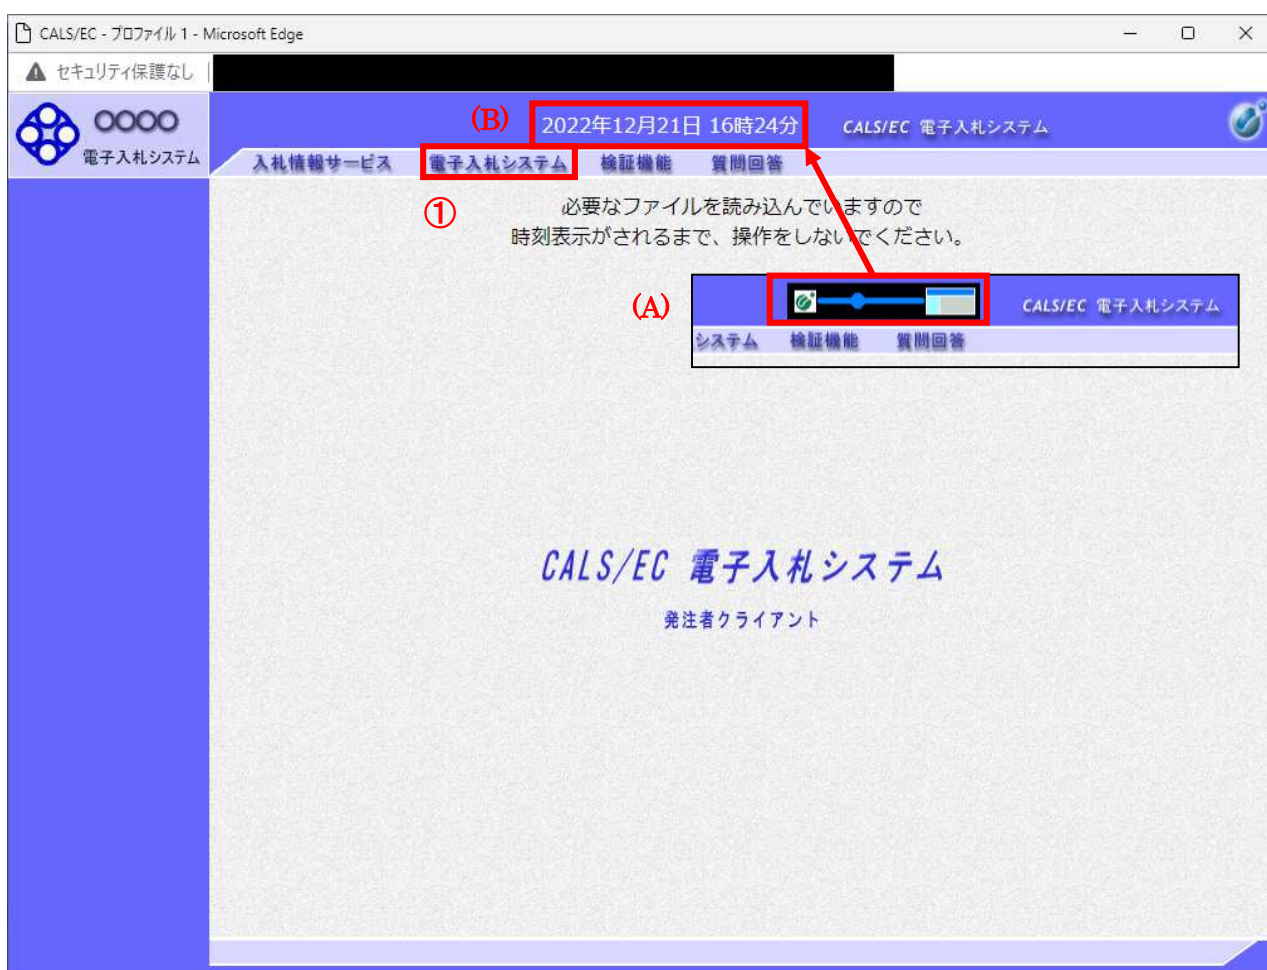 CALS/EC - プロファイル 1 - Microsoft Edge
セキュリティ保護なし
〇〇〇〇
電子入札システム
(B)
2022年12月21日 16時24分
CALS/EC 電子入札システム
入札情報サービス 電子入札システム 検証機能 質問回答
①
必要なファイルを読み込んでいますので
時刻表示がされるまで、操作をしないでください。
(A)
CALS/EC 電子入札システム
システム 検証機能 質問回答
CALS/EC 電子入札システム
発注者クライアント